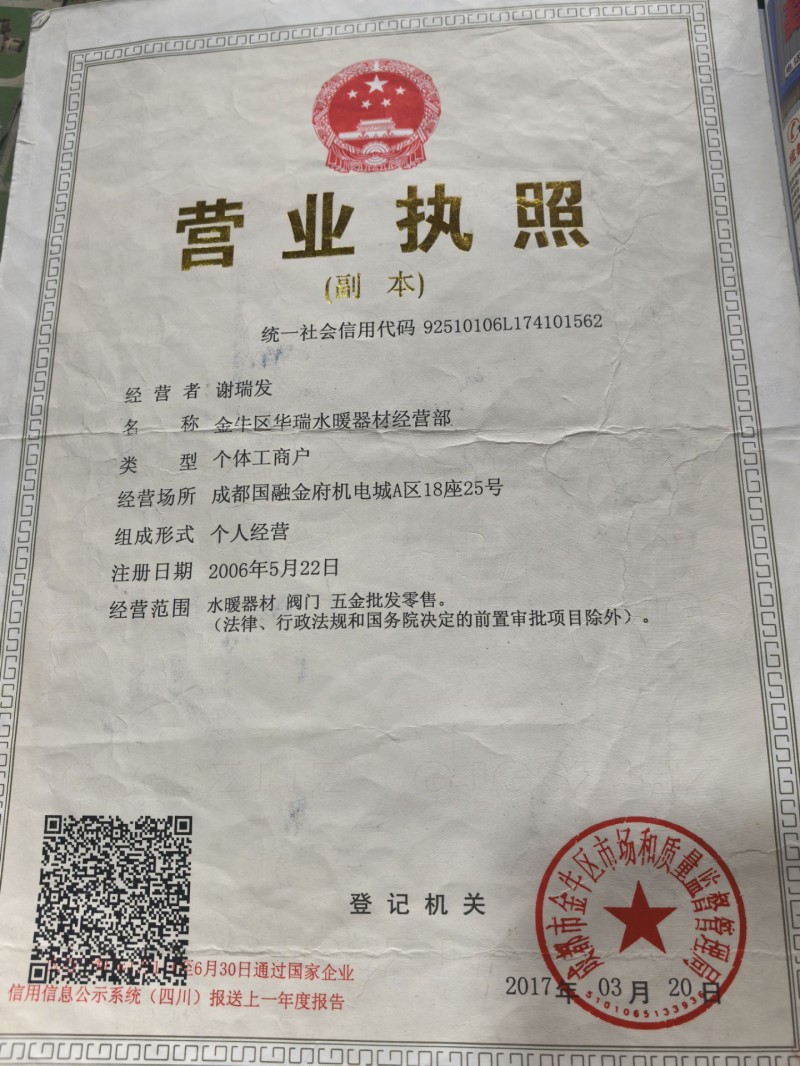 营业执照
(副本)
统一社会信用代码 92510106L174101562
经营者 谢瑞发
名称 金牛区华瑞水暖器材经营部
类型 个体工商户
经营场所 成都国融金府机电城A区18座25号
组成形式 个人经营
注册日期 2006年5月22日
经营范围 水暖器材 阀门 五金批发零售。
(法律、行政法规和国务院决定的前置审批项目除外)。
登记机关
成都市金牛区市场和质量监督管理局
2017年03月20日
至6月30日通过国家企业
信用信息公示系统(四川)报送上一年度报告